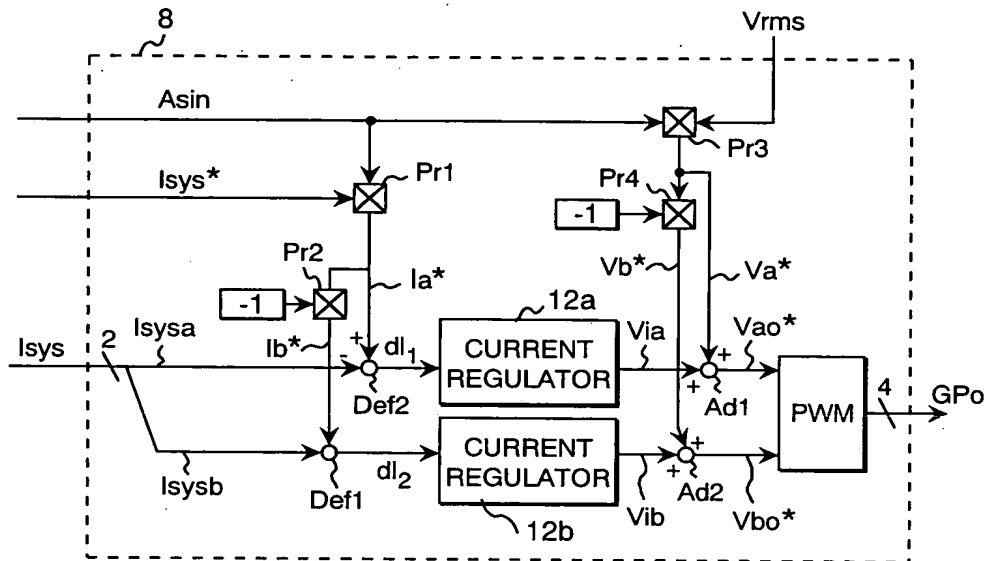 8
Vrms
Asin
Pr3
Isys*
Pr1
Pr4
-1
Pr2
Ia*
Vb*
Va*
-1
12a
Isys
2
Isysa
Ib*
+
-
dI1
CURRENT
REGULATOR
Via
+
+
Vao*
Def2
Ad1
PWM
4
GPo
Isysb
Def1
dI2
CURRENT
REGULATOR
Vib
+
+
Ad2
Vbo*
12b